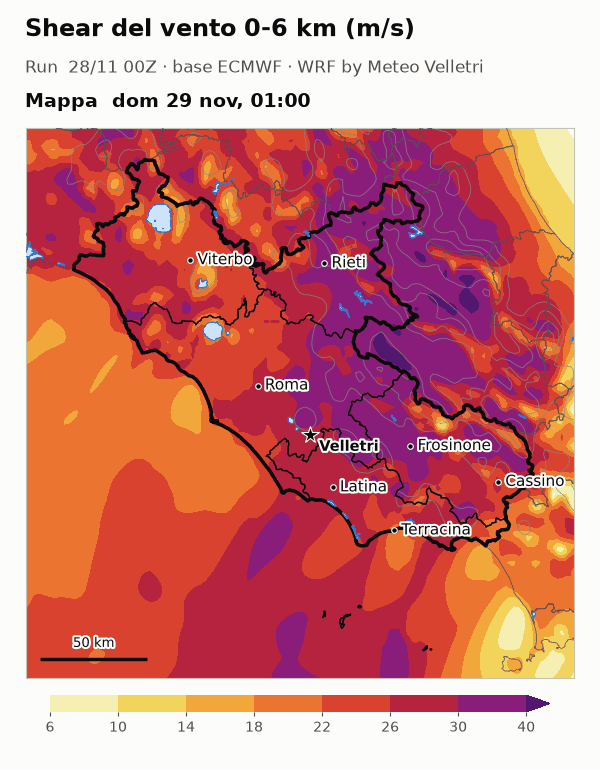 Shear del vento 0-6 km (m/s)
Run  28/11 00Z · base ECMWF · WRF by Meteo Velletri
Mappa  dom 29 nov, 01:00
Viterbo
Rieti
Roma
Velletri
Frosinone
Latina
Cassino
Terracina
50 km
6 10 14 18 22 26 30 40